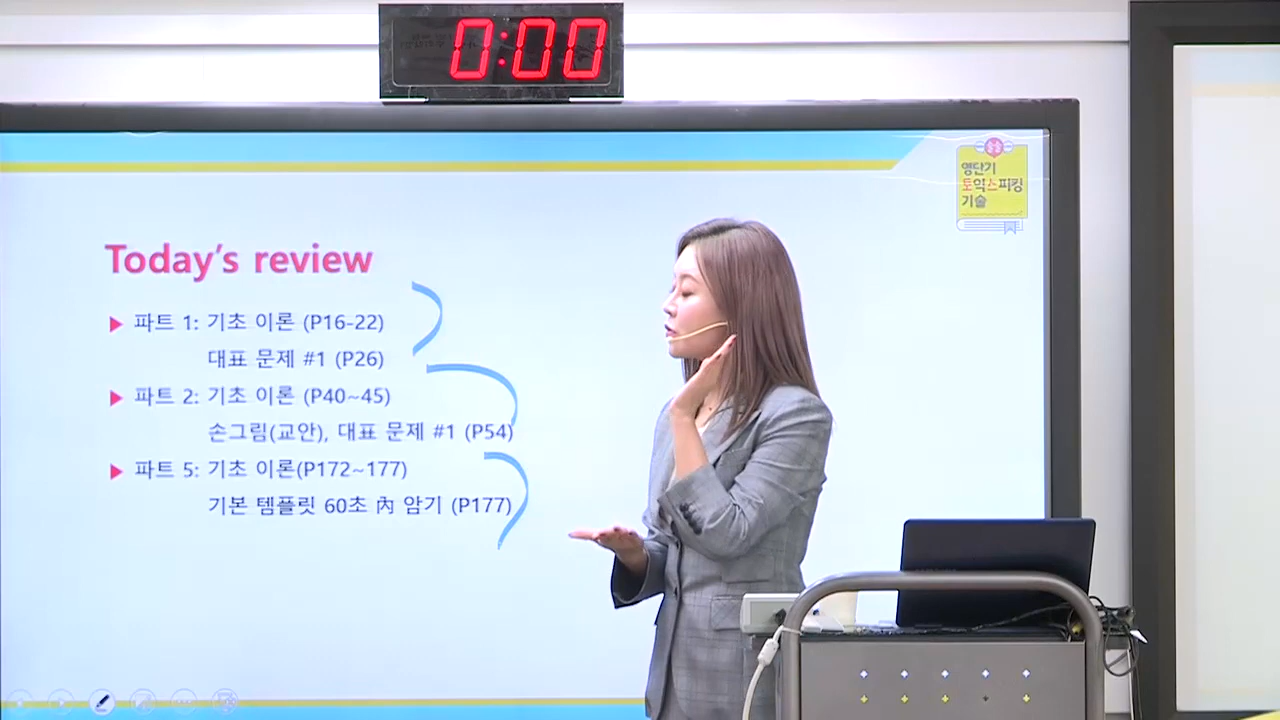 0:00
영단기
토익스피킹
기술
Today's review
파트 1: 기초 이론 (P16-22)
대표 문제 #1 (P26)
파트 2: 기초 이론 (P40~45)
손그림(교안), 대표 문제 #1 (P54)
파트 5: 기초 이론(P172~177)
기본 템플릿 60초 內 암기 (P177)